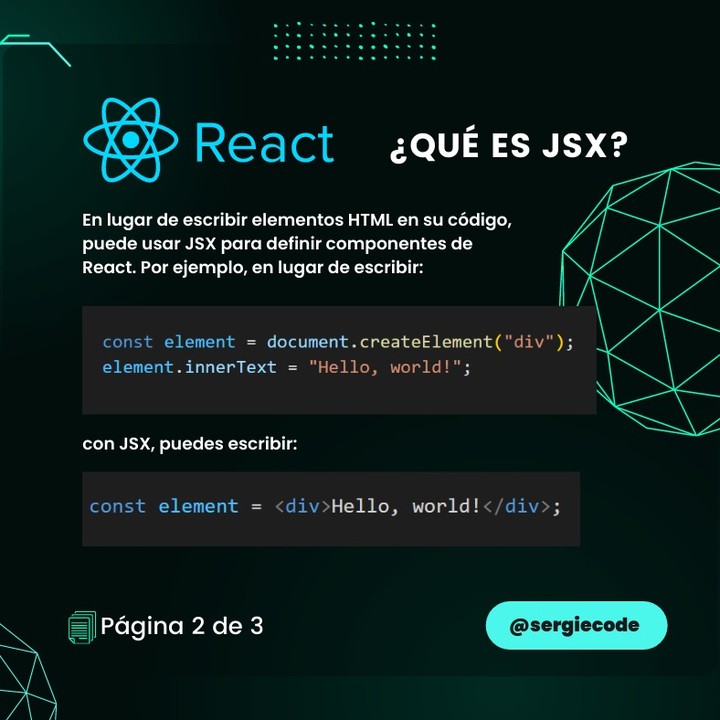 React
¿QUÉ ES JSX?
En lugar de escribir elementos HTML en su código,
puede usar JSX para definir componentes de
React. Por ejemplo, en lugar de escribir:
const element = document.createElement("div");
element.innerText = "Hello, world!";
con JSX, puedes escribir:
const element = <div>Hello, world!</div>;
Página 2 de 3
@sergiecode